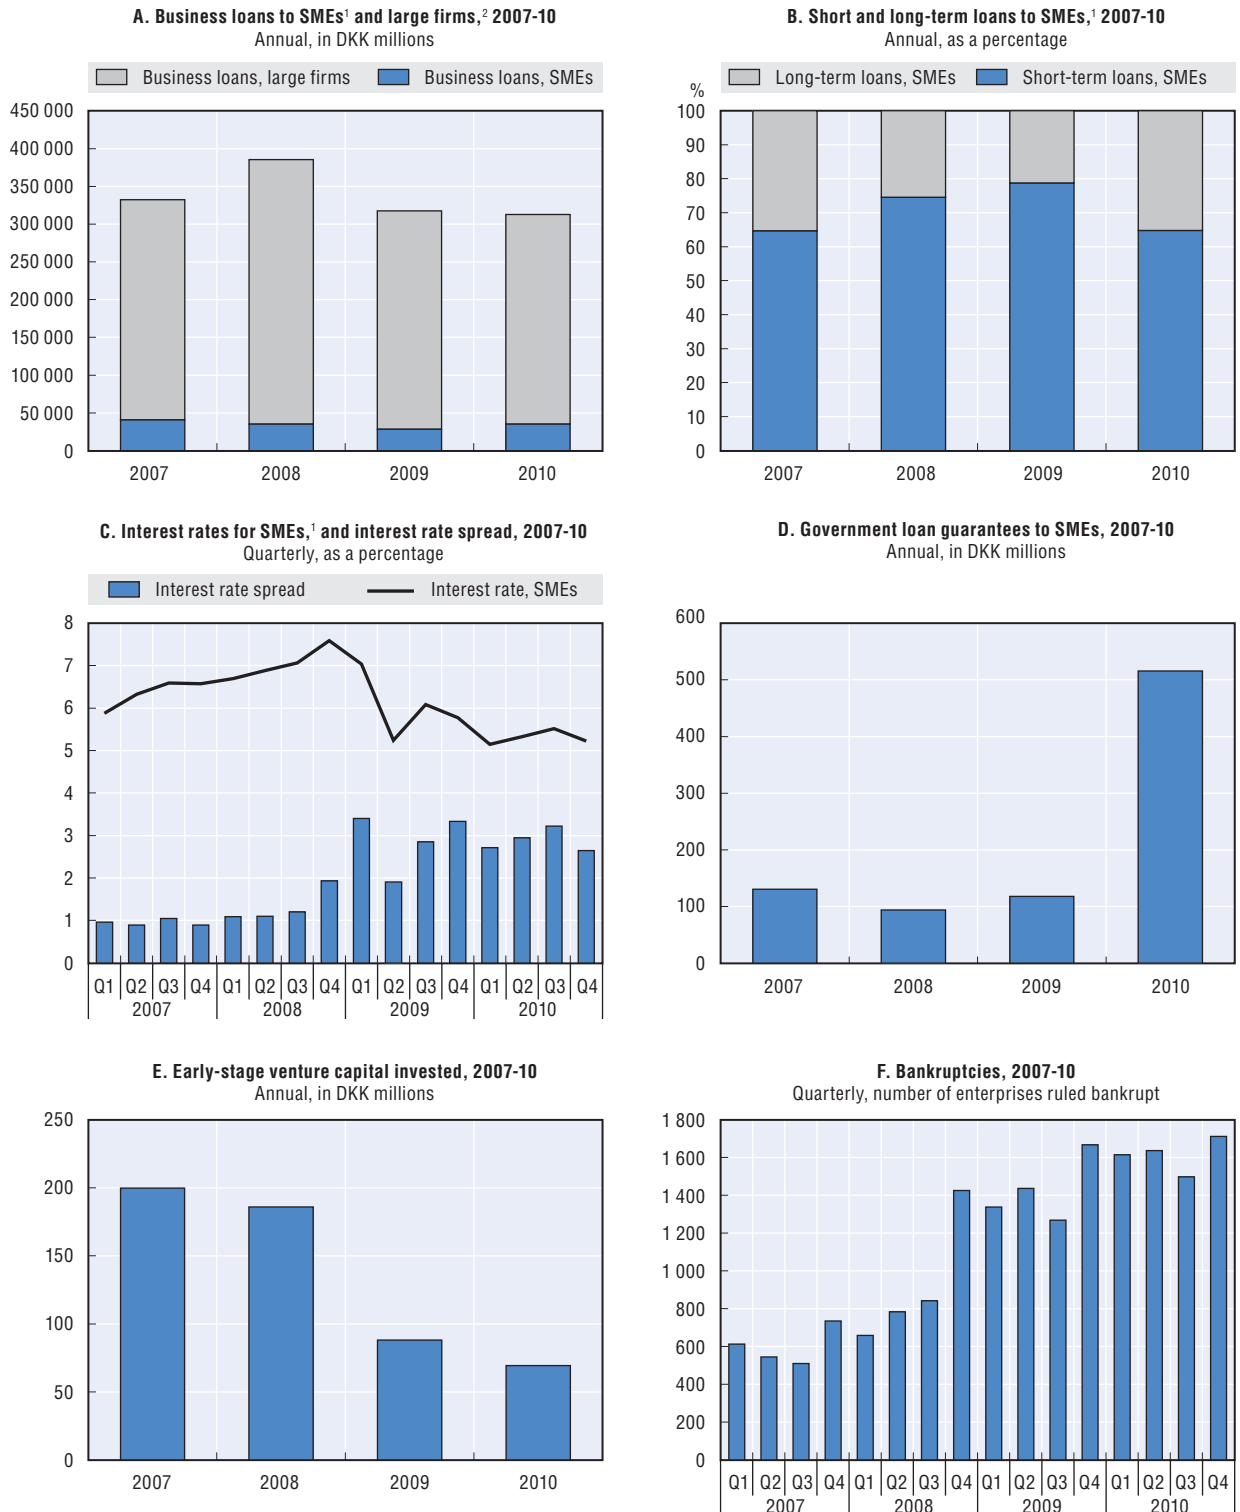 A. Business loans to SMEs¹ and large firms,² 2007-10
Annual, in DKK millions
Business loans, large firms Business loans, SMEs
450 000
400 000
350 000
300 000
250 000
200 000
150 000
100 000
50 000
0
2007 2008 2009 2010
B. Short and long-term loans to SMEs,¹ 2007-10
Annual, as a percentage
Long-term loans, SMEs Short-term loans, SMEs
%
100
90
80
70
60
50
40
30
20
10
0
2007 2008 2009 2010
C. Interest rates for SMEs,¹ and interest rate spread, 2007-10
Quarterly, as a percentage
Interest rate spread Interest rate, SMEs
8
7
6
5
4
3
2
1
0
Q1 Q2 Q3 Q4 Q1 Q2 Q3 Q4 Q1 Q2 Q3 Q4 Q1 Q2 Q3 Q4
2007 2008 2009 2010
D. Government loan guarantees to SMEs, 2007-10
Annual, in DKK millions
600
500
400
300
200
100
0
2007 2008 2009 2010
E. Early-stage venture capital invested, 2007-10
Annual, in DKK millions
250
200
150
100
50
0
2007 2008 2009 2010
F. Bankruptcies, 2007-10
Quarterly, number of enterprises ruled bankrupt
1 800
1 600
1 400
1 200
1 000
800
600
400
200
0
Q1 Q2 Q3 Q4 Q1 Q2 Q3 Q4 Q1 Q2 Q3 Q4 Q1 Q2 Q3 Q4
2007 2008 2009 2010